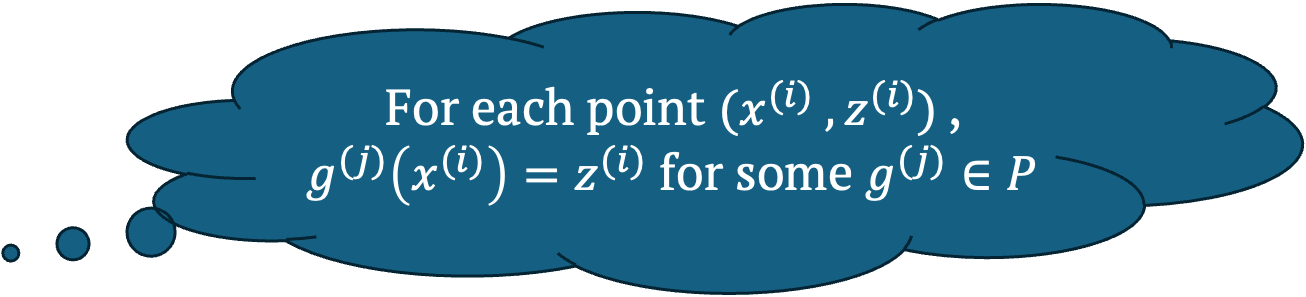 For each point (x⁽ⁱ⁾ , z⁽ⁱ⁾) ,
g⁽ʲ⁾(x⁽ⁱ⁾) = z⁽ⁱ⁾ for some g⁽ʲ⁾ ∈ P